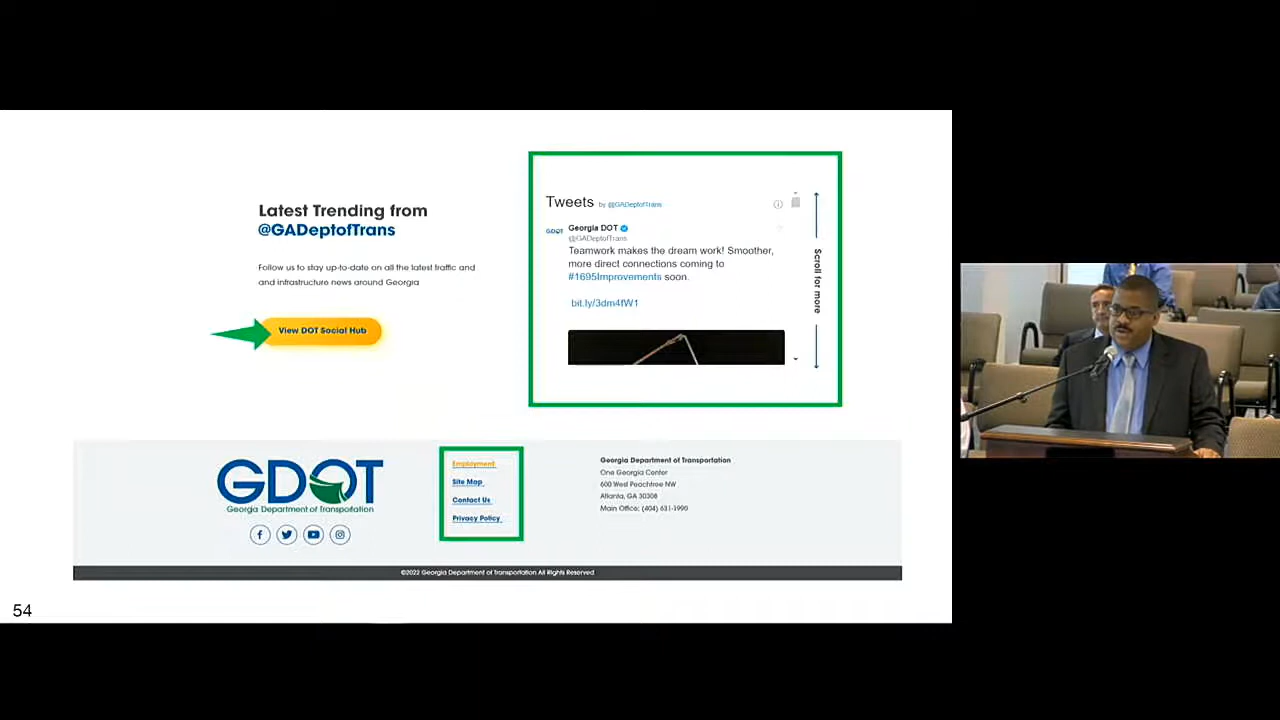 Latest Trending from
@GADeptofTrans
Follow us to stay up-to-date on all the latest traffic and
and infrastructure news around Georgia
View DOT Social Hub
Tweets by @GADeptofTrans
GDOT
Georgia DOT
@GADeptofTrans
Teamwork makes the dream work! Smoother,
more direct connections coming to
#1695Improvements soon.
bit.ly/3dm4fW1
Scroll for more
GDOT
Georgia Department of Transportation
Employment
Site Map
Contact Us
Privacy Policy
Georgia Department of Transportation
One Georgia Center
600 West Peachtree NW
Atlanta, GA 30308
Main Office: (404) 631-1990
©2022 Georgia Department of Transportation All Rights Reserved
54